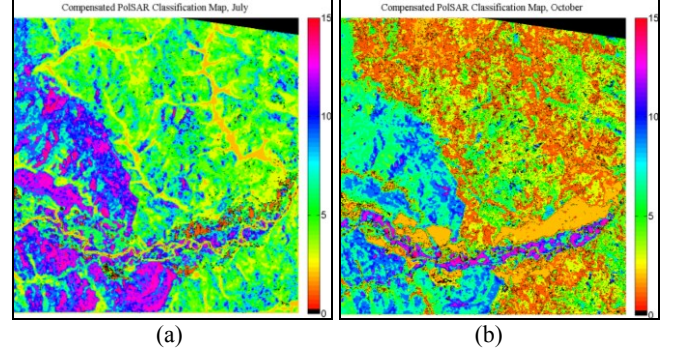 Compensated PolSAR Classification Map, July
15
10
5
0
(a)
Compensated PolSAR Classification Map, October
15
10
5
0
(b)